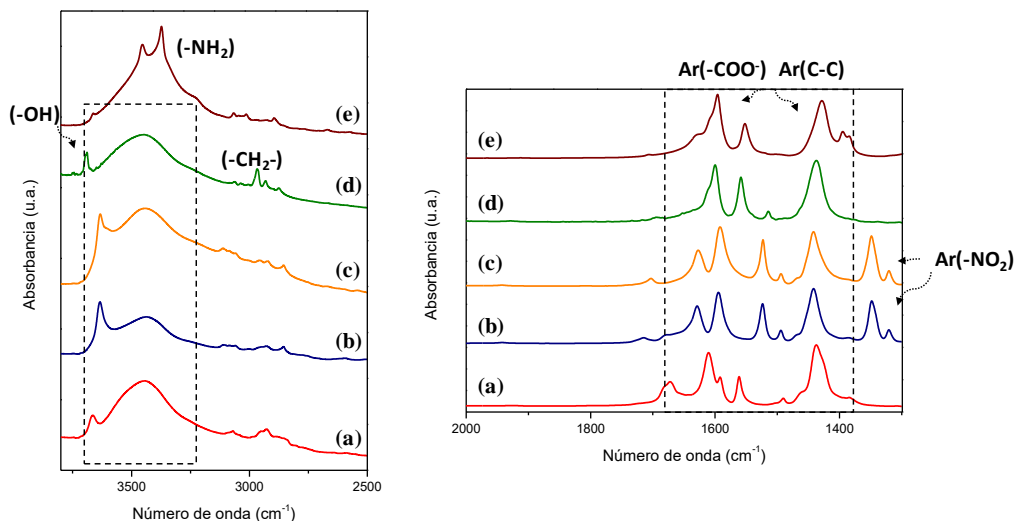 (-NH₂)
(-OH)
(e)
(-CH₂-)
(d)
(c)
(b)
(a)
Absorbancia (u.a.)
3500
3000
2500
Número de onda (cm⁻¹)
Ar(-COO⁻)
Ar(C-C)
(e)
(d)
(c)
Ar(-NO₂)
(b)
(a)
Absorbancia (u.a.)
2000
1800
1600
1400
Número de onda (cm⁻¹)